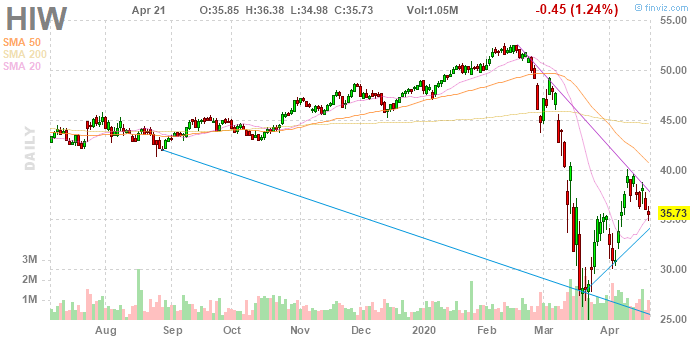 HIW Apr 21 O:35.85 H:36.38 L:34.98 C:35.73 Vol:1.05M -0.45 (1.24%) © finviz.com
SMA 50
SMA 200
SMA 20
DAILY
55.00
50.00
45.00
40.00
35.00
35.73
30.00
25.00
3M
2M
1M
Aug Sep Oct Nov Dec 2020 Feb Mar Apr